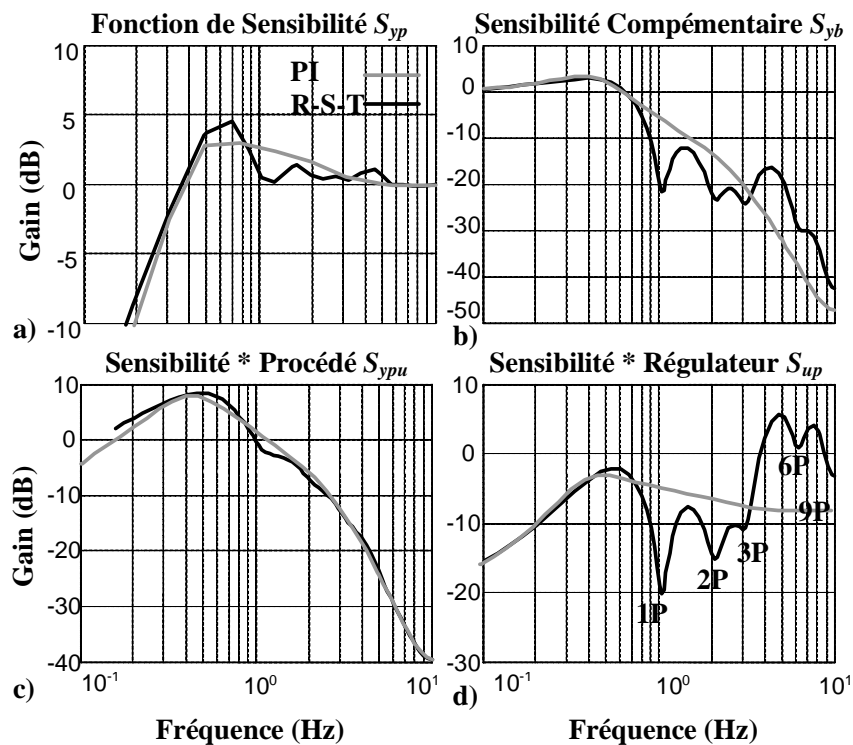 Fonction de Sensibilité Syp
10
5
0
-5
-10
Gain (dB)
PI
R-S-T
a)
Sensibilité Compémentaire Syb
10
0
-10
-20
-30
-40
-50
b)
Sensibilité * Procédé Sypu
10
0
-10
-20
-30
-40
Gain (dB)
c)
10-1
100
101
Fréquence (Hz)
Sensibilité * Régulateur Sup
10
0
-10
-20
-30
1P
2P
3P
6P
9P
d)
10-1
100
101
Fréquence (Hz)